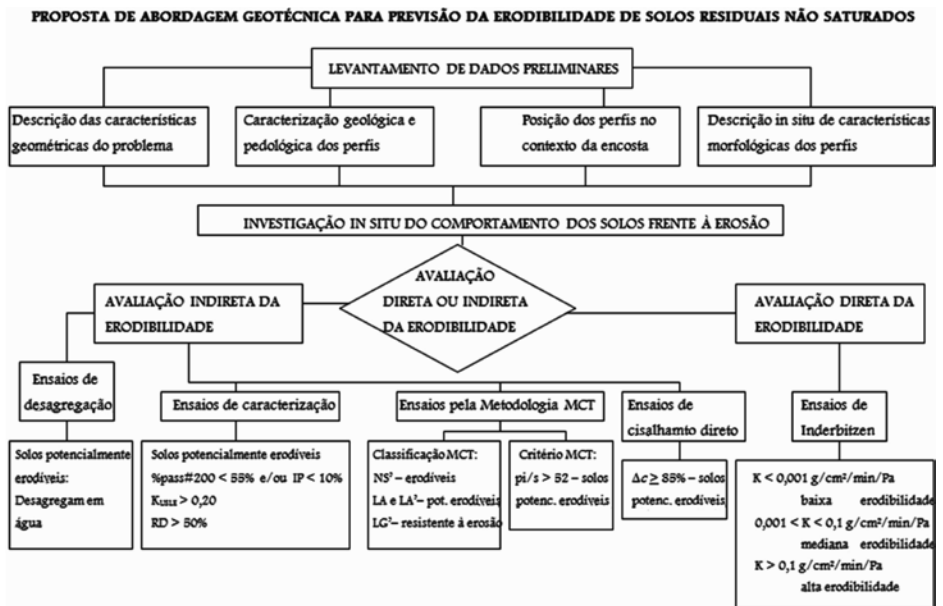 PROPOSTA DE ABORDAGEM GEOTÉCNICA PARA PREVISÃO DA ERODIBILIDADE DE SOLOS RESIDUAIS NÃO SATURADOS
LEVANTAMENTO DE DADOS PRELIMINARES
Descrição das características
geométricas do problema
Caracterização geológica e
pedológica dos perfis
Posição dos perfis no
contexto da encosta
Descrição in situ de características
morfológicas dos perfis
INVESTIGAÇÃO IN SITU DO COMPORTAMENTO DOS SOLOS FRENTE À EROSÃO
AVALIAÇÃO
DIRETA OU INDIRETA
DA ERODIBILIDADE
AVALIAÇÃO INDIRETA DA
ERODIBILIDADE
AVALIAÇÃO DIRETA DA
ERODIBILIDADE
Ensaios de
desagregação
Solos potencialmente
erodíveis:
Desagregam em
água
Ensaios de caracterização
Solos potencialmente erodíveis
%pass#200 < 55% e/ou IP < 10%
K > 0,20
RD > 50%
Ensaios pela Metodologia MCT
Classificação MCT:
NS' – erodíveis
LA e LA' – pot. erodíveis
LG' – resistente à erosão
Critério MCT:
pi/s > 52 – solos
potenc. erodíveis
Ensaios de
cisalhamto direto
Δc ≥ 85% – solos
potenc. erodíveis
Ensaios de
Inderbitzen
K < 0,001 g/cm²/min/Pa
baixa erodibilidade
0,001 < K < 0,1 g/cm²/min/Pa
mediana erodibilidade
K > 0,1 g/cm²/min/Pa
alta erodibilidade